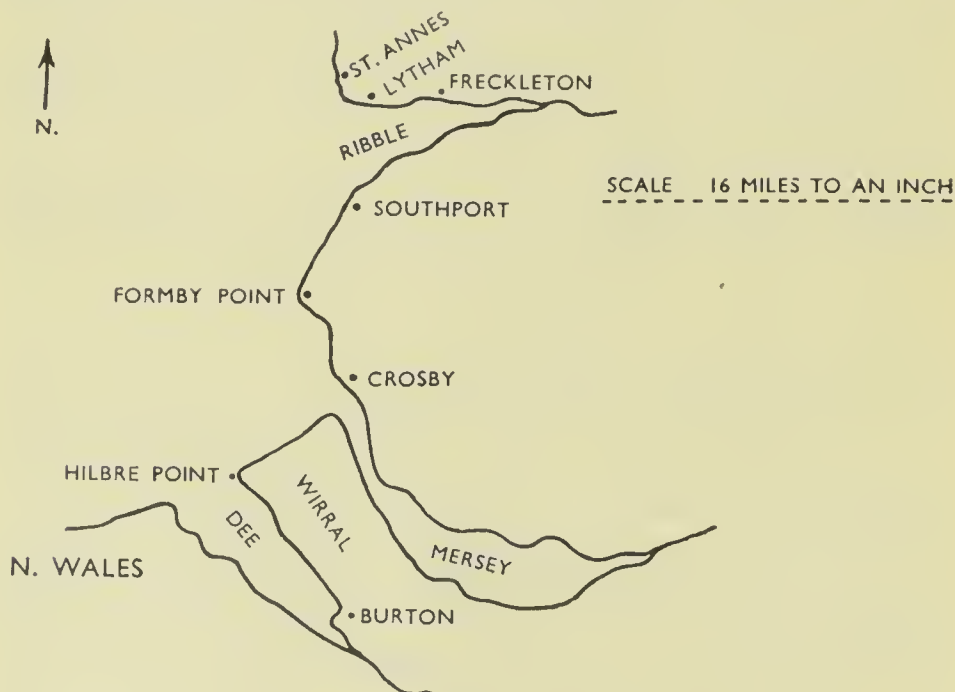 ST. ANNES
LYTHAM
FRECKLETON
N.
RIBBLE
SCALE 16 MILES TO AN INCH
SOUTHPORT
FORMBY POINT
CROSBY
HILBRE POINT
WIRRAL
DEE
MERSEY
N. WALES
BURTON